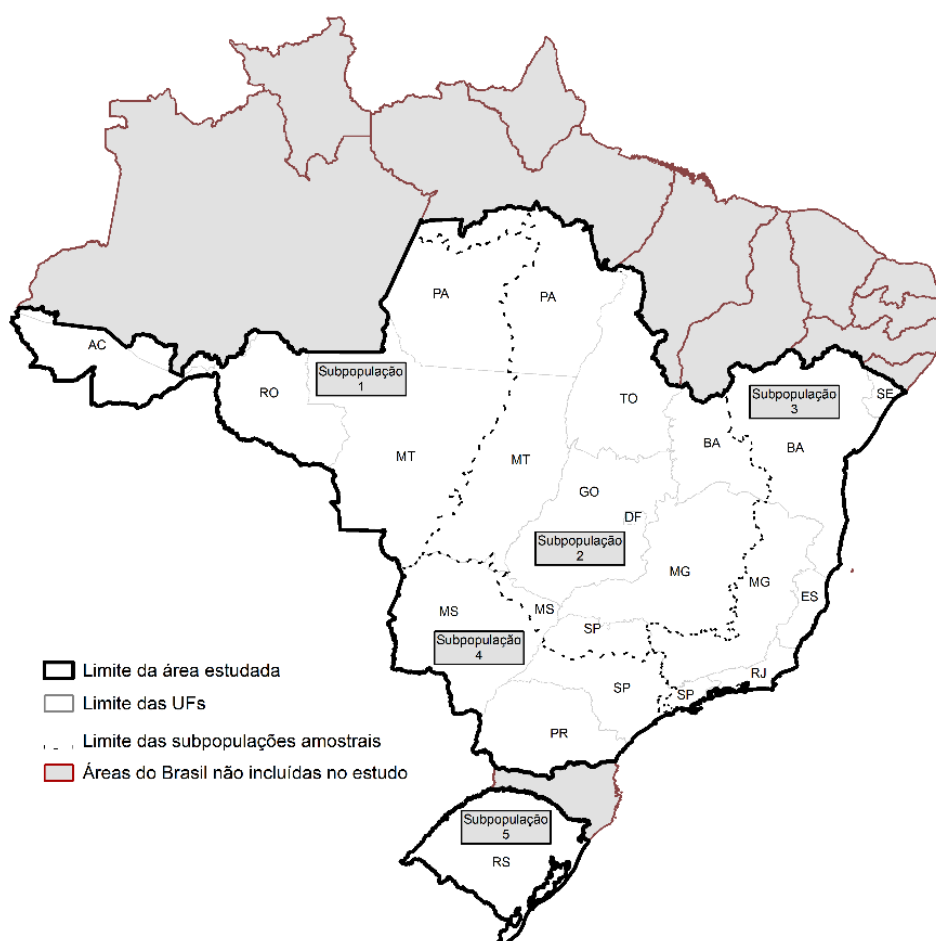 PA
PA
AC
RO
Subpopulação
1
TO
Subpopulação
3
SE
BA
BA
MT
MT
GO
DF
Subpopulação
2
MG
MG
ES
MS
MS
SP
Subpopulação
4
RJ
SP
SP
PR
Limite da área estudada
Limite das UFs
Limite das subpopulações amostrais
Áreas do Brasil não incluídas no estudo
Subpopulação
5
RS